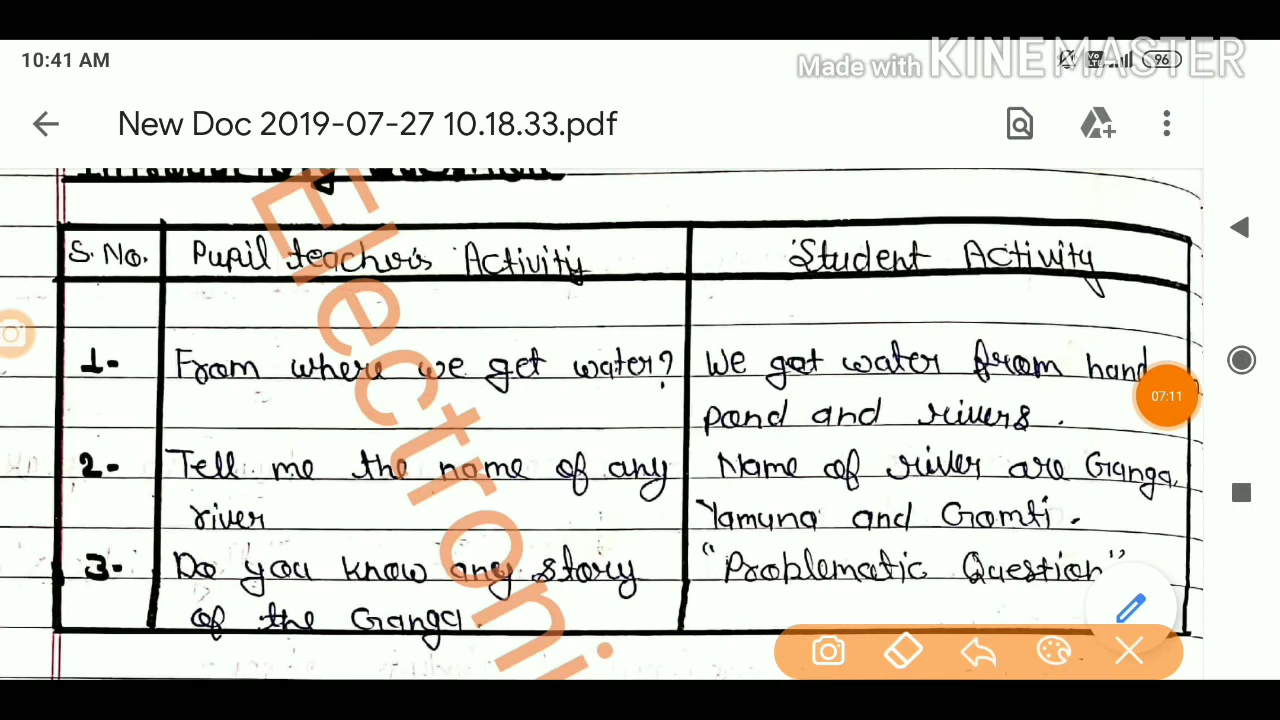 10:41 AM
Made with KINEMASTER
96
New Doc 2019-07-27 10.18.33.pdf
S. No. Pupil teacher's Activity Student Activity
1- From where we get water? We get water from hand
pond and rivers.
07:11
2- Tell me the name of any Name of river are Ganga,
river Yamuna and Gomti.
3- Do you know any story "Problematic Question"
of the Ganga.
Electroni